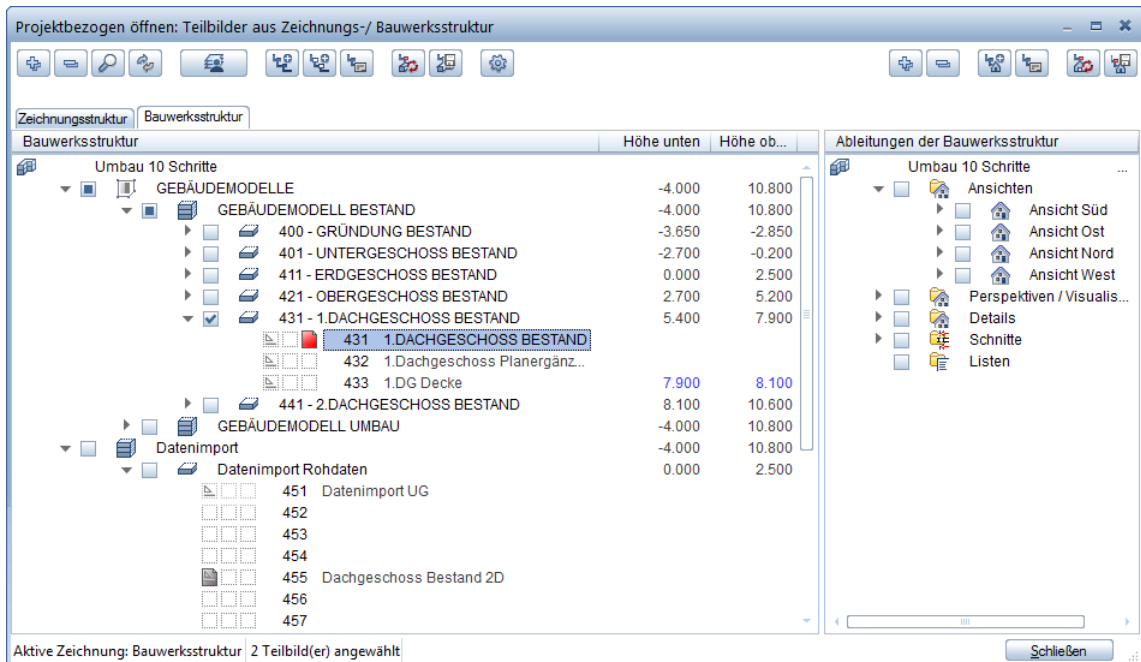 Projektbezogen öffnen: Teilbilder aus Zeichnungs-/ Bauwerksstruktur
Zeichnungsstruktur Bauwerksstruktur
Bauwerksstruktur Höhe unten Höhe ob... Ableitungen der Bauwerksstruktur
Umbau 10 Schritte Umbau 10 Schritte ...
GEBÄUDEMODELLE -4.000 10.800 Ansichten
GEBÄUDEMODELL BESTAND -4.000 10.800 Ansicht Süd
400 - GRÜNDUNG BESTAND -3.650 -2.850 Ansicht Ost
401 - UNTERGESCHOSS BESTAND -2.700 -0.200 Ansicht Nord
411 - ERDGESCHOSS BESTAND 0.000 2.500 Ansicht West
421 - OBERGESCHOSS BESTAND 2.700 5.200 Perspektiven / Visualis...
431 - 1.DACHGESCHOSS BESTAND 5.400 7.900 Details
431 1.DACHGESCHOSS BESTAND Schnitte
432 1.Dachgeschoss Planergänz... Listen
433 1.DG Decke 7.900 8.100
441 - 2.DACHGESCHOSS BESTAND 8.100 10.600
GEBÄUDEMODELL UMBAU -4.000 10.800
Datenimport -4.000 10.800
Datenimport Rohdaten 0.000 2.500
451 Datenimport UG
452
453
454
455 Dachgeschoss Bestand 2D
456
457
Aktive Zeichnung: Bauwerksstruktur 2 Teilbild(er) angewählt Schließen